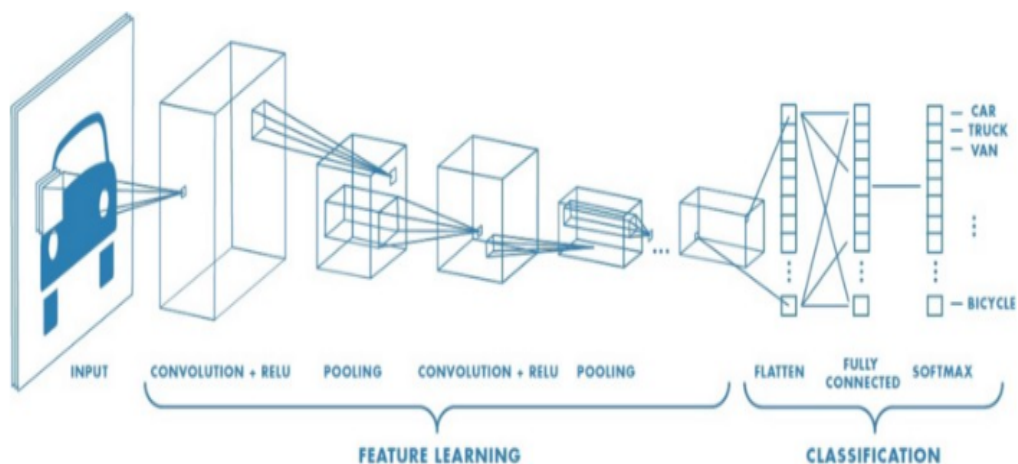 CAR
TRUCK
VAN
BICYCLE
INPUT
CONVOLUTION + RELU
POOLING
CONVOLUTION + RELU
POOLING
FLATTEN
FULLY
CONNECTED
SOFTMAX
FEATURE LEARNING
CLASSIFICATION